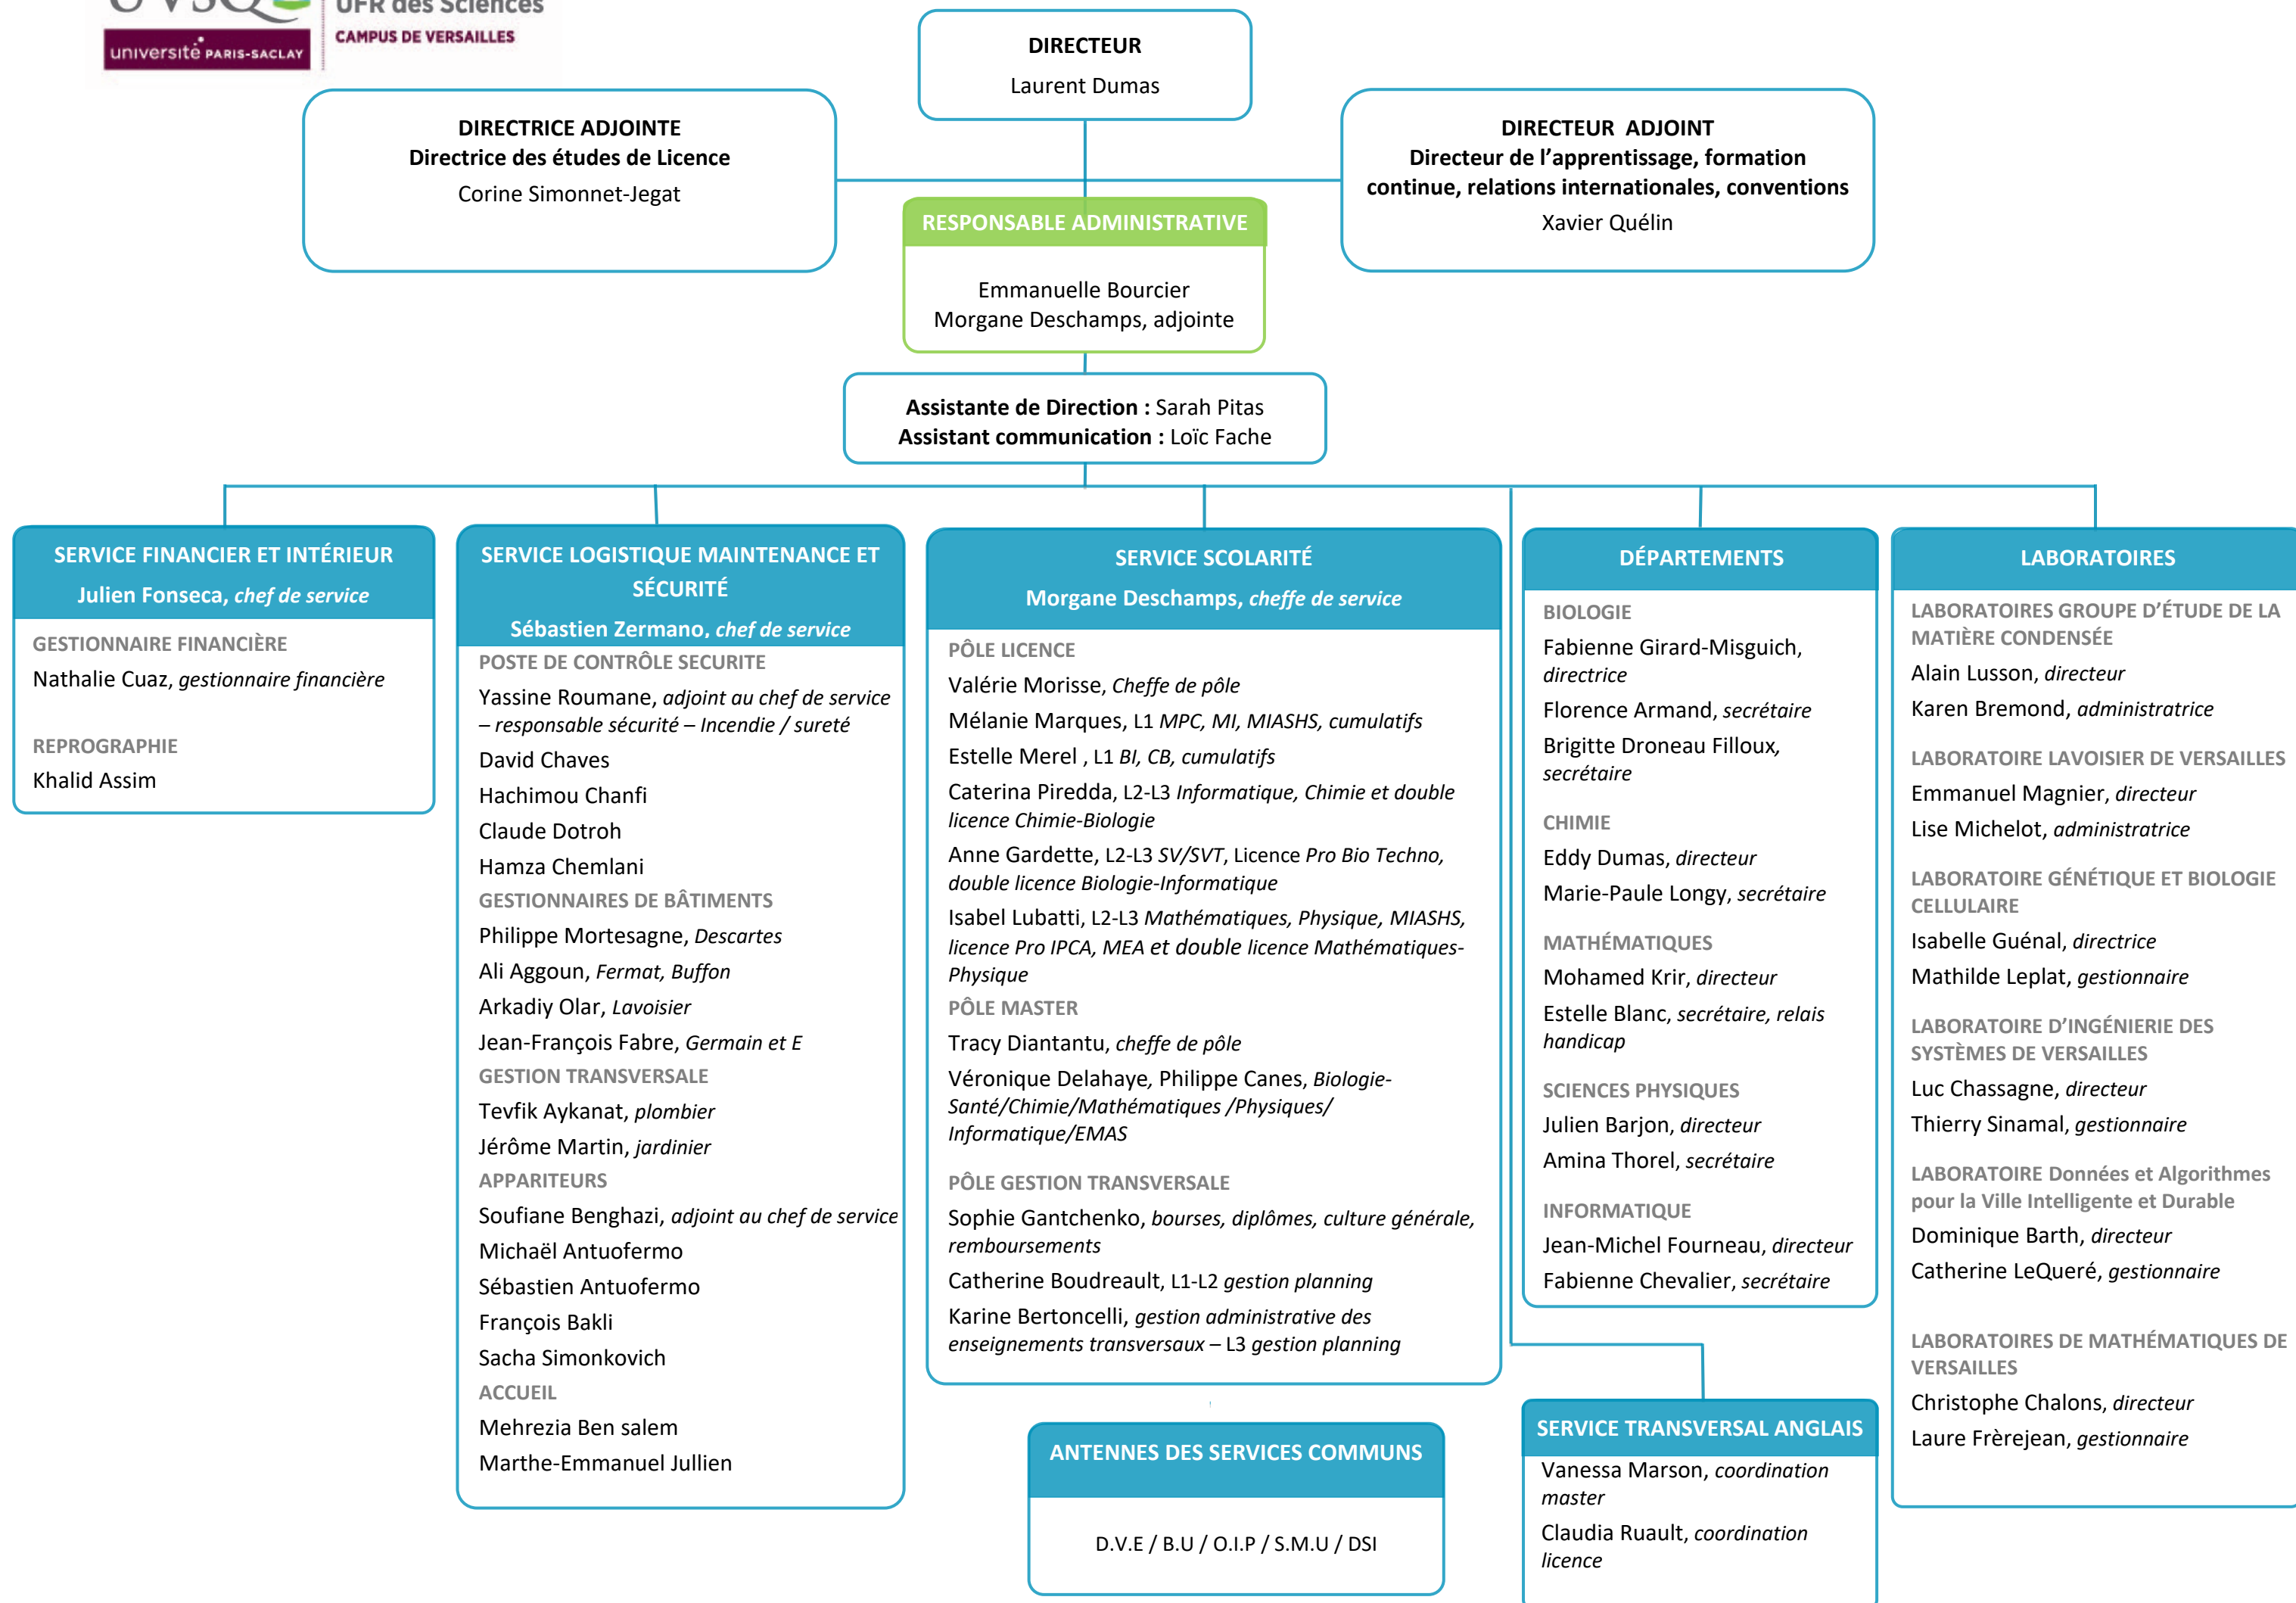 UVSQ
université PARIS-SACLAY
UFR des Sciences
CAMPUS DE VERSAILLES
DIRECTEUR
Laurent Dumas
DIRECTRICE ADJOINTE
Directrice des études de Licence
Corine Simonnet-Jegat
DIRECTEUR  ADJOINT
Directeur de l’apprentissage, formation
continue, relations internationales, conventions
Xavier Quélin
RESPONSABLE ADMINISTRATIVE
Emmanuelle Bourcier
Morgane Deschamps, adjointe
Assistante de Direction : Sarah Pitas
Assistant communication : Loïc Fache
SERVICE FINANCIER ET INTÉRIEUR
Julien Fonseca, chef de service
GESTIONNAIRE FINANCIÈRE
Nathalie Cuaz, gestionnaire financière
REPROGRAPHIE
Khalid Assim
SERVICE LOGISTIQUE MAINTENANCE ET
SÉCURITÉ
Sébastien Zermano, chef de service
POSTE DE CONTRÔLE SECURITE
Yassine Roumane, adjoint au chef de service
– responsable sécurité – Incendie / sureté
David Chaves
Hachimou Chanfi
Claude Dotroh
Hamza Chemlani
GESTIONNAIRES DE BÂTIMENTS
Philippe Mortesagne, Descartes
Ali Aggoun, Fermat, Buffon
Arkadiy Olar, Lavoisier
Jean-François Fabre, Germain et E
GESTION TRANSVERSALE
Tevfik Aykanat, plombier
Jérôme Martin, jardinier
APPARITEURS
Soufiane Benghazi, adjoint au chef de service
Michaël Antuofermo
Sébastien Antuofermo
François Bakli
Sacha Simonkovich
ACCUEIL
Mehrezia Ben salem
Marthe-Emmanuel Jullien
SERVICE SCOLARITÉ
Morgane Deschamps, cheffe de service
PÔLE LICENCE
Valérie Morisse, Cheffe de pôle
Mélanie Marques, L1 MPC, MI, MIASHS, cumulatifs
Estelle Merel , L1 BI, CB, cumulatifs
Caterina Piredda, L2-L3 Informatique, Chimie et double
licence Chimie-Biologie
Anne Gardette, L2-L3 SV/SVT, Licence Pro Bio Techno,
double licence Biologie-Informatique
Isabel Lubatti, L2-L3 Mathématiques, Physique, MIASHS,
licence Pro IPCA, MEA et double licence Mathématiques-
Physique
PÔLE MASTER
Tracy Diantantu, cheffe de pôle
Véronique Delahaye, Philippe Canes, Biologie-
Santé/Chimie/Mathématiques /Physiques/
Informatique/EMAS
PÔLE GESTION TRANSVERSALE
Sophie Gantchenko, bourses, diplômes, culture générale,
remboursements
Catherine Boudreault, L1-L2 gestion planning
Karine Bertoncelli, gestion administrative des
enseignements transversaux – L3 gestion planning
ANTENNES DES SERVICES COMMUNS
D.V.E / B.U / O.I.P / S.M.U / DSI
DÉPARTEMENTS
BIOLOGIE
Fabienne Girard-Misguich,
directrice
Florence Armand, secrétaire
Brigitte Droneau Filloux,
secrétaire
CHIMIE
Eddy Dumas, directeur
Marie-Paule Longy, secrétaire
MATHÉMATIQUES
Mohamed Krir, directeur
Estelle Blanc, secrétaire, relais
handicap
SCIENCES PHYSIQUES
Julien Barjon, directeur
Amina Thorel, secrétaire
INFORMATIQUE
Jean-Michel Fourneau, directeur
Fabienne Chevalier, secrétaire
SERVICE TRANSVERSAL ANGLAIS
Vanessa Marson, coordination
master
Claudia Ruault, coordination
licence
LABORATOIRES
LABORATOIRES GROUPE D’ÉTUDE DE LA
MATIÈRE CONDENSÉE
Alain Lusson, directeur
Karen Bremond, administratrice
LABORATOIRE LAVOISIER DE VERSAILLES
Emmanuel Magnier, directeur
Lise Michelot, administratrice
LABORATOIRE GÉNÉTIQUE ET BIOLOGIE
CELLULAIRE
Isabelle Guénal, directrice
Mathilde Leplat, gestionnaire
LABORATOIRE D’INGÉNIERIE DES
SYSTÈMES DE VERSAILLES
Luc Chassagne, directeur
Thierry Sinamal, gestionnaire
LABORATOIRE Données et Algorithmes
pour la Ville Intelligente et Durable
Dominique Barth, directeur
Catherine LeQueré, gestionnaire
LABORATOIRES DE MATHÉMATIQUES DE
VERSAILLES
Christophe Chalons, directeur
Laure Frèrejean, gestionnaire